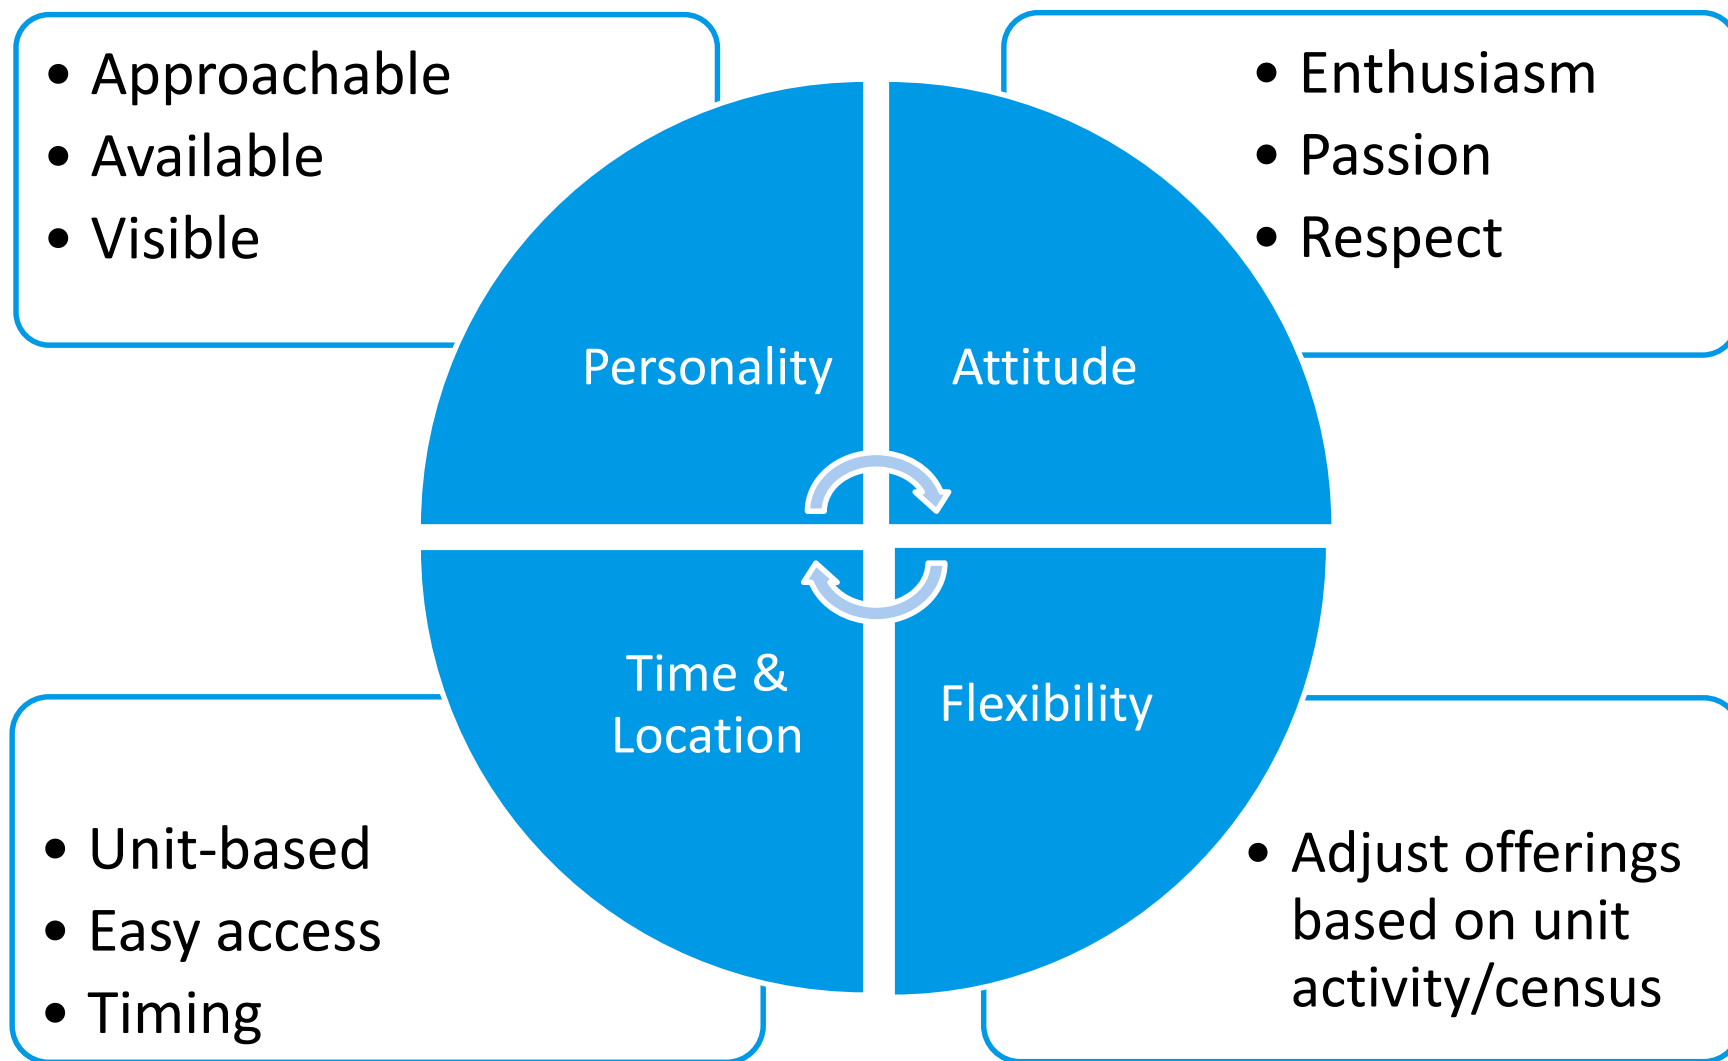 • Approachable
• Available
• Visible
• Enthusiasm
• Passion
• Respect
Personality
Attitude
Time &
Location
Flexibility
• Unit-based
• Easy access
• Timing
• Adjust offerings
based on unit
activity/census